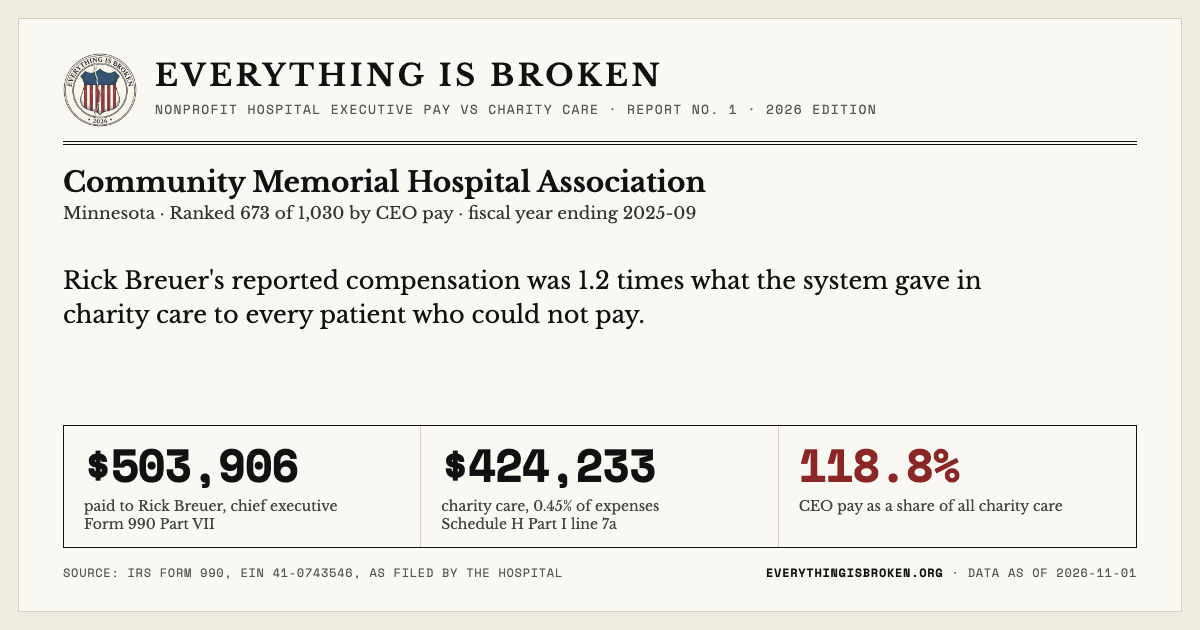 EVERYTHING IS BROKEN
· 2026 ·
EVERYTHING IS BROKEN
NONPROFIT HOSPITAL EXECUTIVE PAY VS CHARITY CARE · REPORT NO. 1 · 2026 EDITION
Community Memorial Hospital Association
Minnesota · Ranked 673 of 1,030 by CEO pay · fiscal year ending 2025-09
Rick Breuer's reported compensation was 1.2 times what the system gave in
charity care to every patient who could not pay.
$503,906
paid to Rick Breuer, chief executive
Form 990 Part VII
$424,233
charity care, 0.45% of expenses
Schedule H Part I line 7a
118.8%
CEO pay as a share of all charity care
SOURCE: IRS FORM 990, EIN 41-0743546, AS FILED BY THE HOSPITAL
EVERYTHINGISBROKEN.ORG · DATA AS OF 2026-11-01